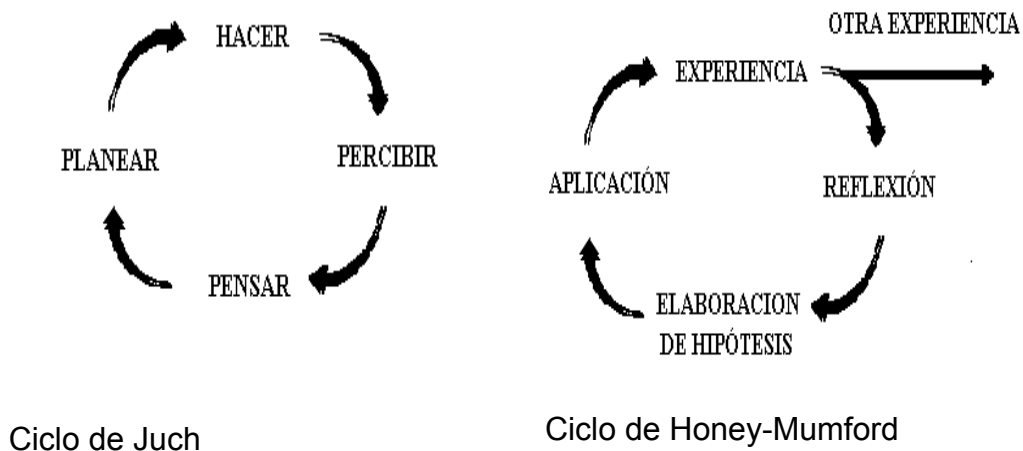 HACER
PERCIBIR
PENSAR
PLANEAR
Ciclo de Juch
OTRA EXPERIENCIA
EXPERIENCIA
REFLEXIÓN
ELABORACION
DE HIPÓTESIS
APLICACIÓN
Ciclo de Honey-Mumford